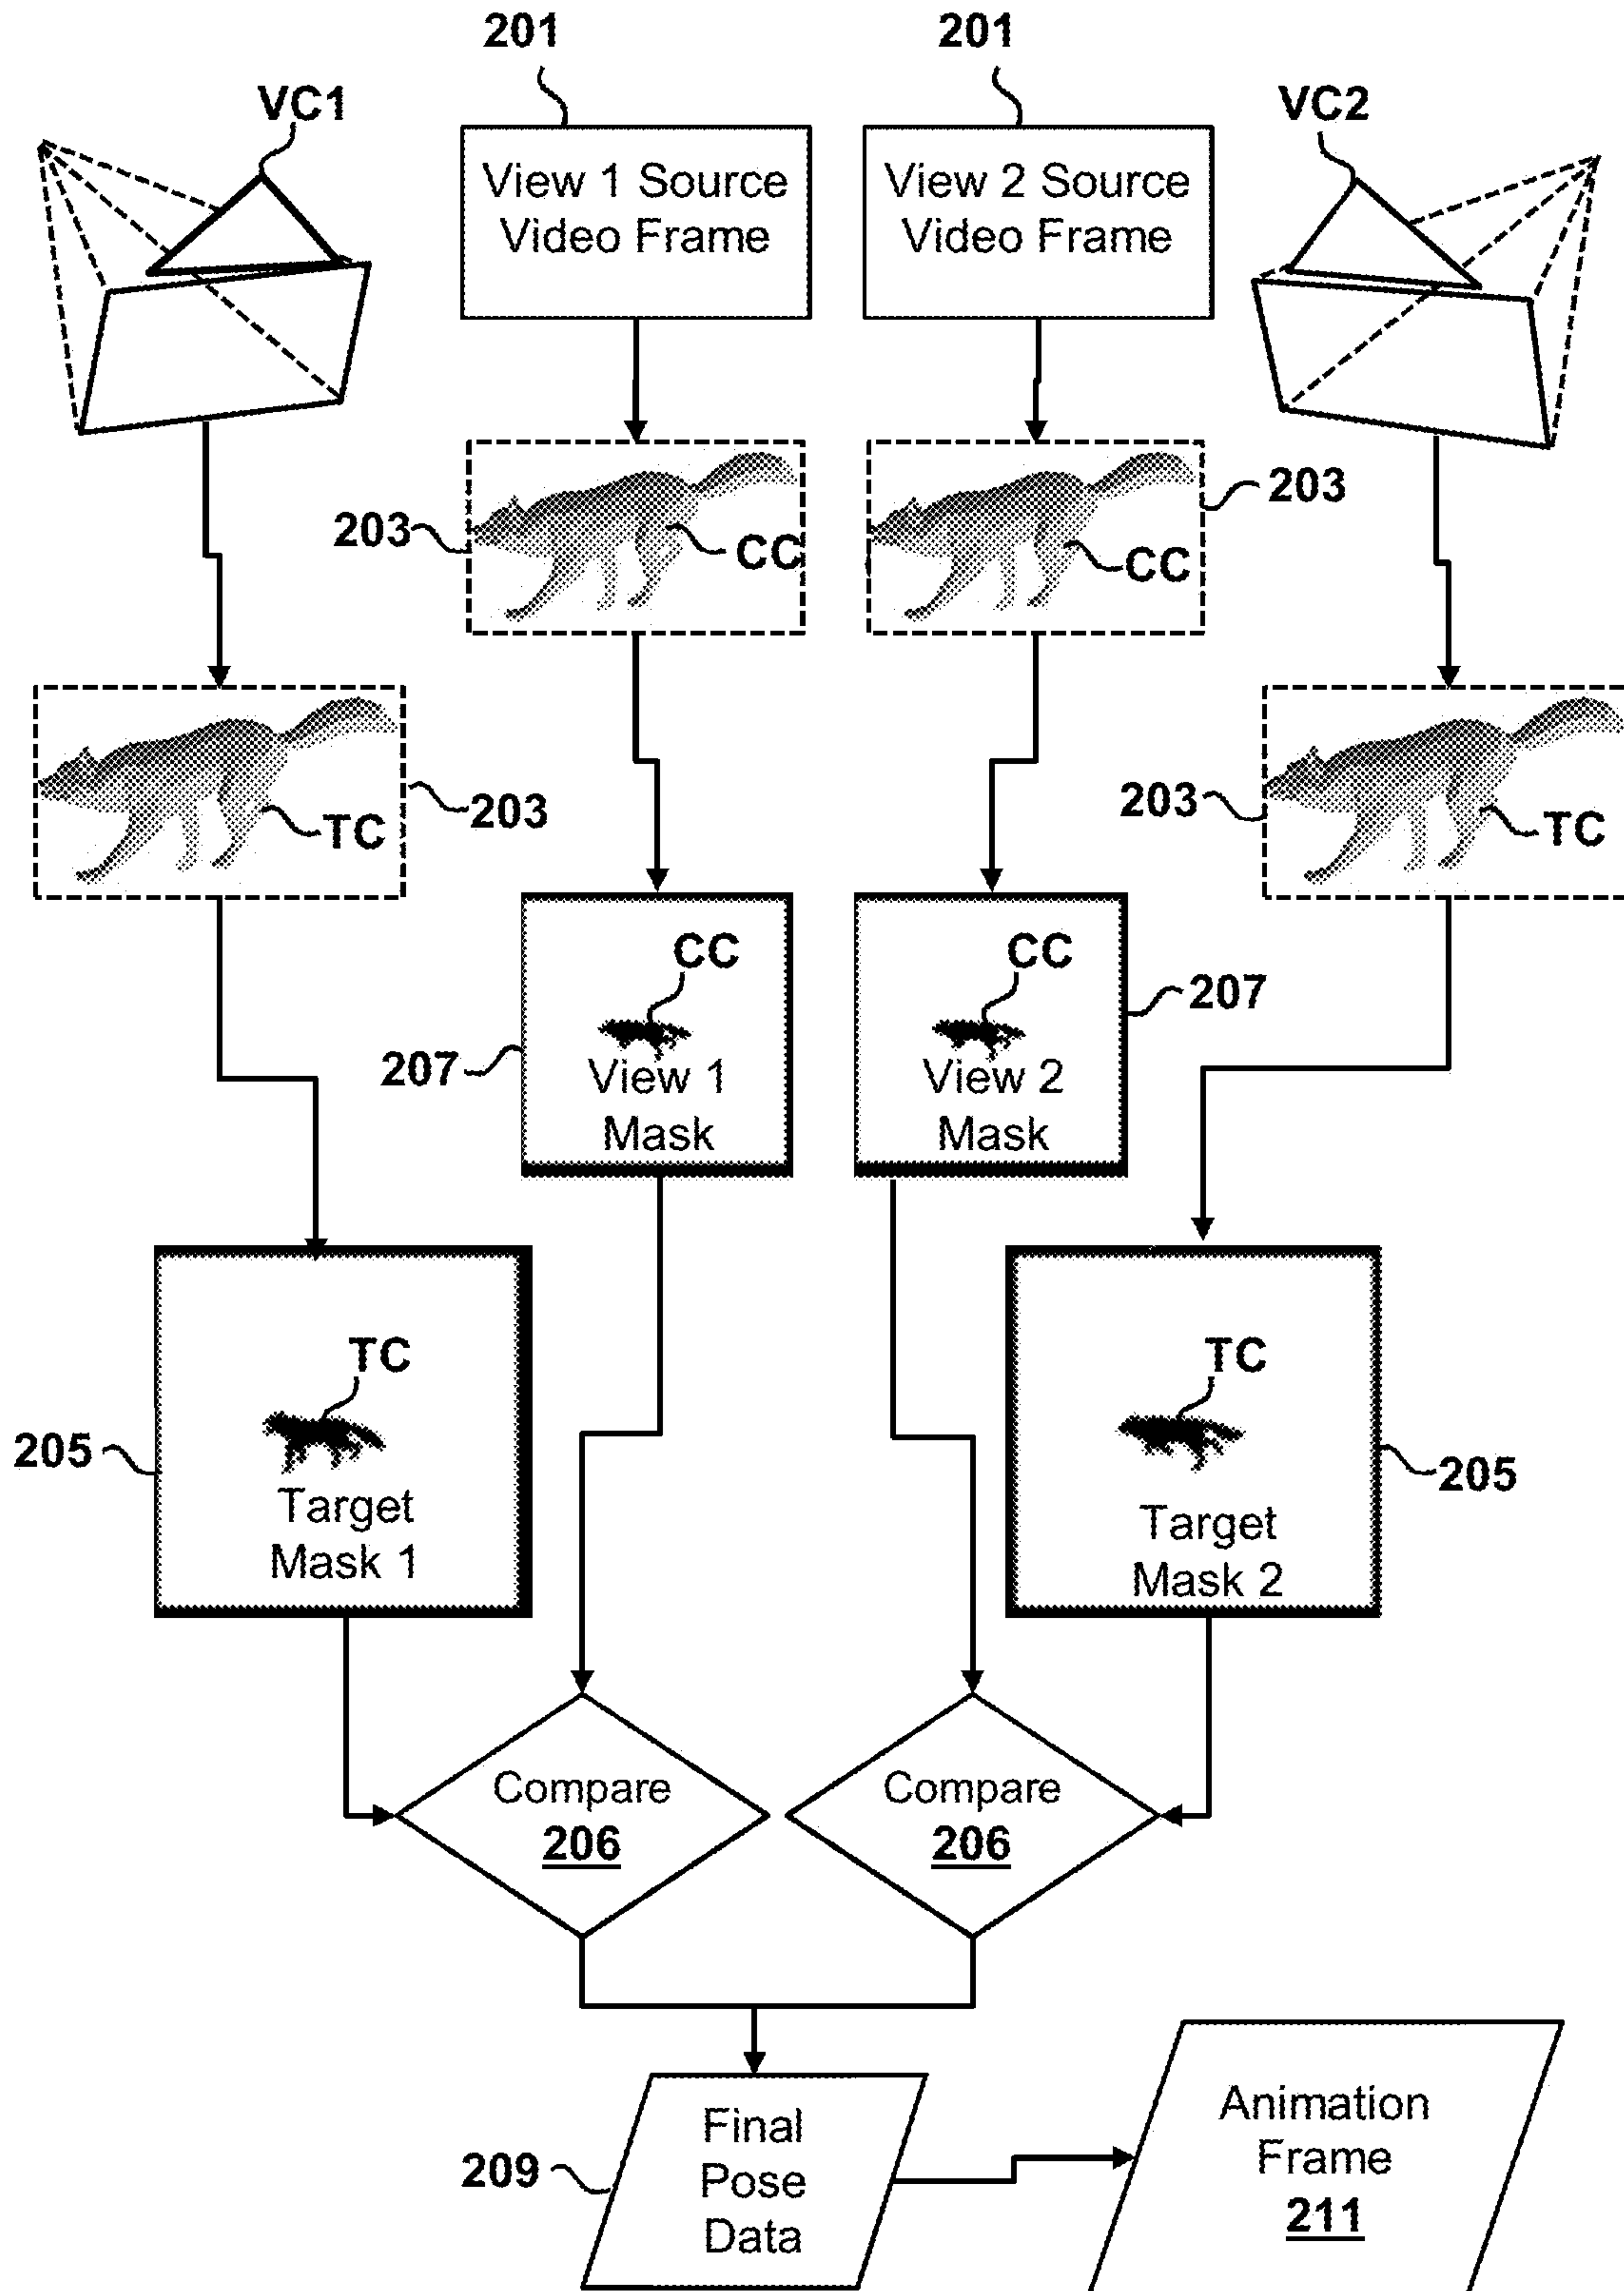 201
201
VC1
VC2
View 1 Source
Video Frame
View 2 Source
Video Frame
203
CC
CC
203
TC
203
203
TC
CC
CC
207
View 1
Mask
View 2
Mask
207
TC
TC
205
Target
Mask 1
Target
Mask 2
205
Compare
206
Compare
206
209
Final
Pose
Data
Animation
Frame
211